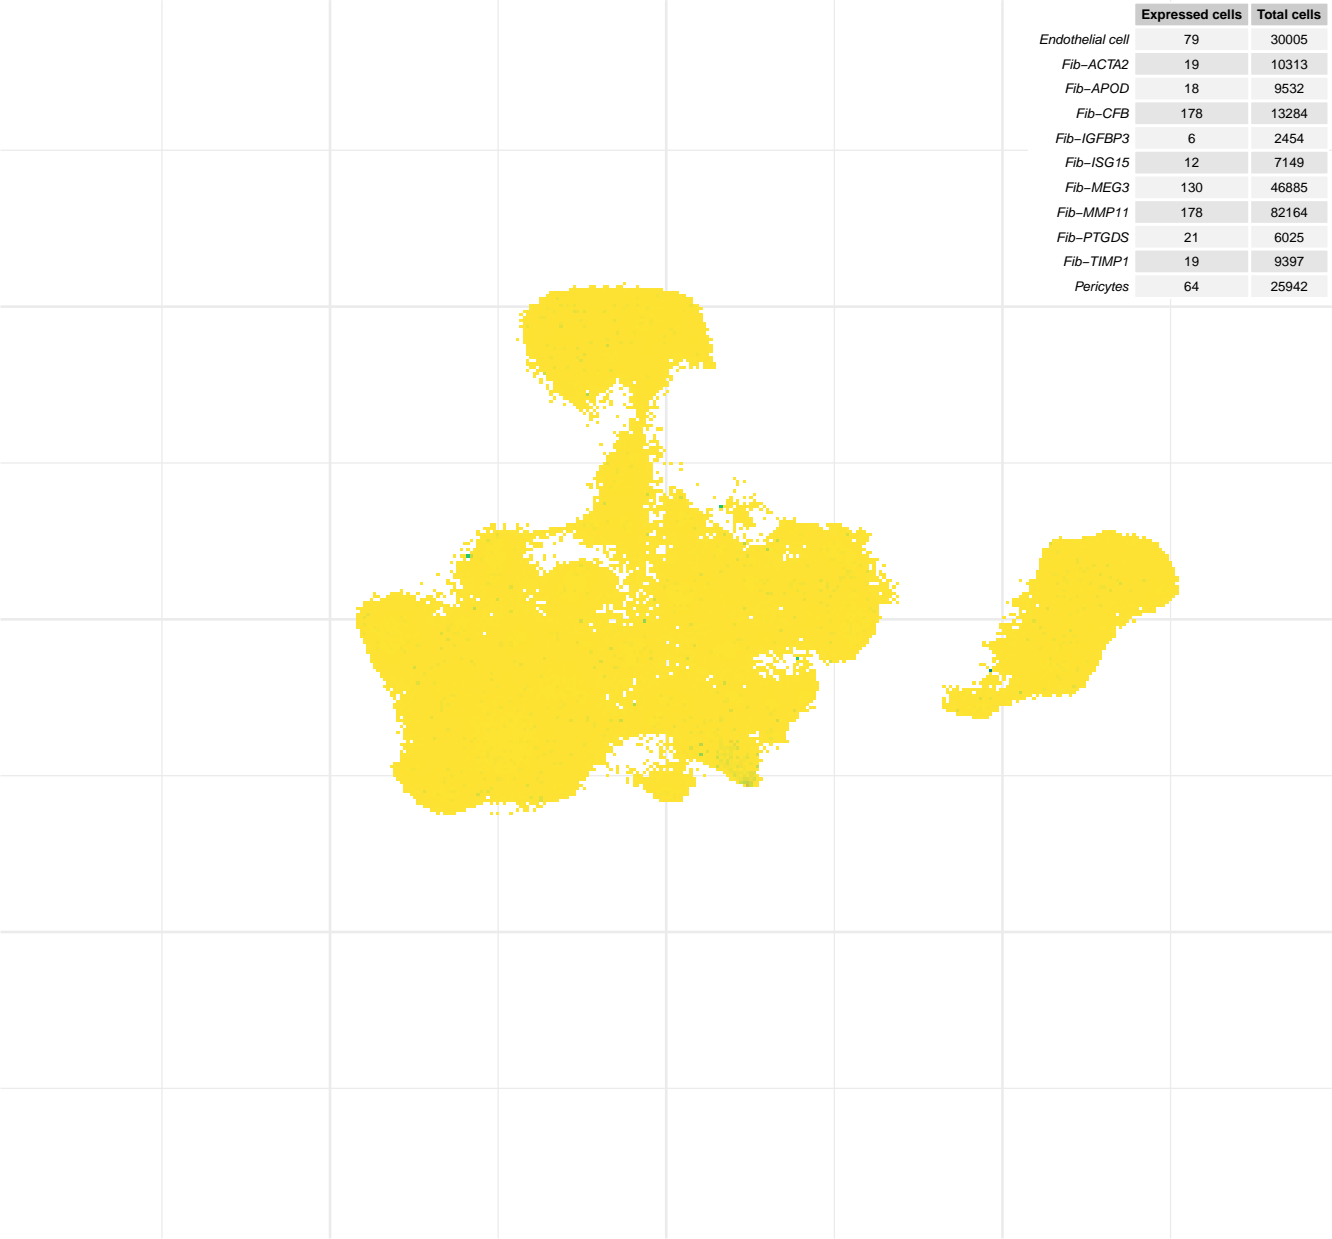 Expressed cells Total cells
Endothelial cell 79 30005
Fib−ACTA2 19 10313
Fib−APOD 18 9532
Fib−CFB 178 13284
Fib−IGFBP3 6 2454
Fib−ISG15 12 7149
Fib−MEG3 130 46885
Fib−MMP11 178 82164
Fib−PTGDS 21 6025
Fib−TIMP1 19 9397
Pericytes 64 25942